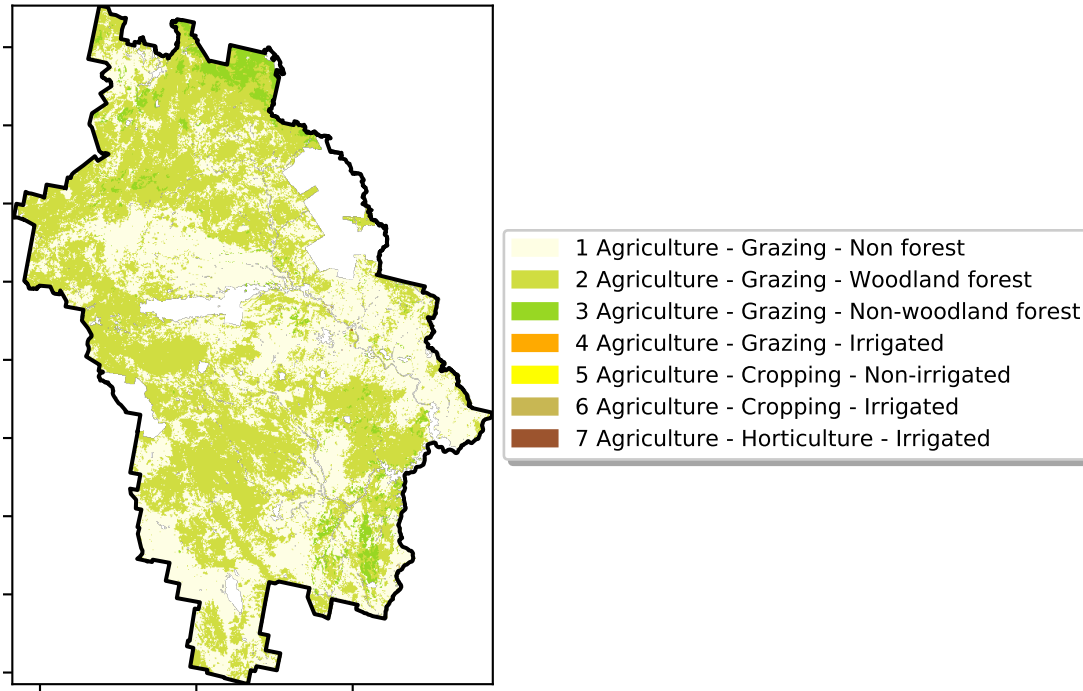 1 Agriculture - Grazing - Non forest
2 Agriculture - Grazing - Woodland forest
3 Agriculture - Grazing - Non-woodland forest
4 Agriculture - Grazing - Irrigated
5 Agriculture - Cropping - Non-irrigated
6 Agriculture - Cropping - Irrigated
7 Agriculture - Horticulture - Irrigated